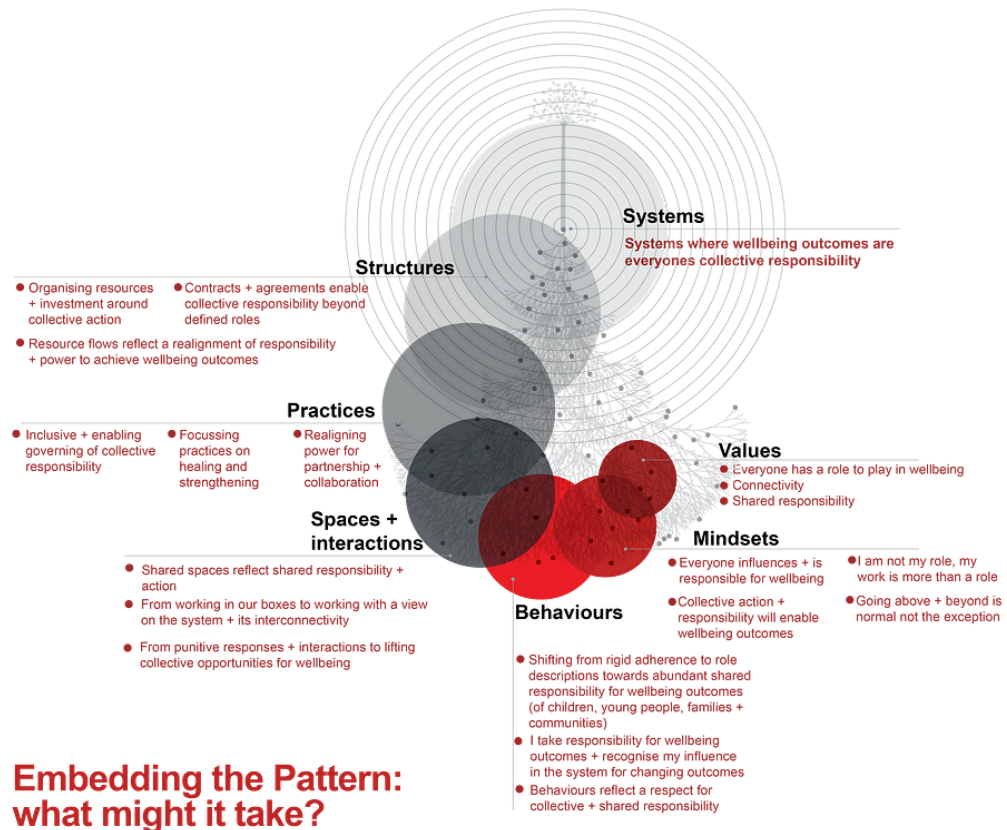 Systems
Systems where wellbeing outcomes are
everyones collective responsibility
Structures
Organising resources
+ investment around
collective action
Contracts + agreements enable
collective responsibility beyond
defined roles
Resource flows reflect a realignment of responsibility
+ power to achieve wellbeing outcomes
Practices
Inclusive + enabling
governing of collective
responsibility
Focussing
practices on
healing and
strengthening
Realigning
power for
partnership +
collaboration
Values
Everyone has a role to play in wellbeing
Connectivity
Shared responsibility
Spaces +
interactions
Shared spaces reflect shared responsibility +
action
From working in our boxes to working with a view
on the system + its interconnectivity
From punitive responses + interactions to lifting
collective opportunities for wellbeing
Mindsets
Everyone influences + is
responsible for wellbeing
I am not my role, my
work is more than a role
Collective action +
responsibility will enable
wellbeing outcomes
Going above + beyond is
normal not the exception
Behaviours
Shifting from rigid adherence to role
descriptions towards abundant shared
responsibility for wellbeing outcomes
(of children, young people, families +
communities)
I take responsibility for wellbeing
outcomes + recognise my influence
in the system for changing outcomes
Behaviours reflect a respect for
collective + shared responsibility
Embedding the Pattern:
what might it take?